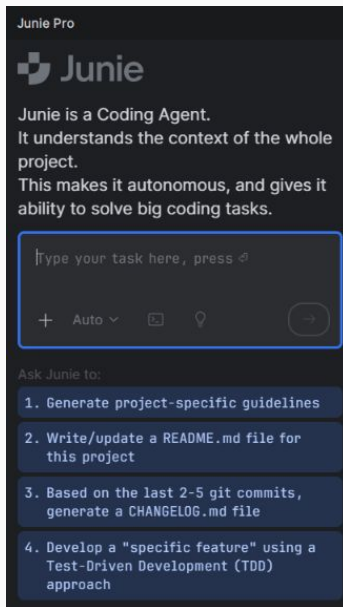 Junie Pro
Junie
Junie is a Coding Agent.
It understands the context of the whole
project.
This makes it autonomous, and gives it
ability to solve big coding tasks.
Type your task here, press ⏎
Auto
Ask Junie to:
1. Generate project-specific guidelines
2. Write/update a README.md file for
this project
3. Based on the last 2-5 git commits,
generate a CHANGELOG.md file
4. Develop a "specific feature" using a
Test-Driven Development (TDD)
approach